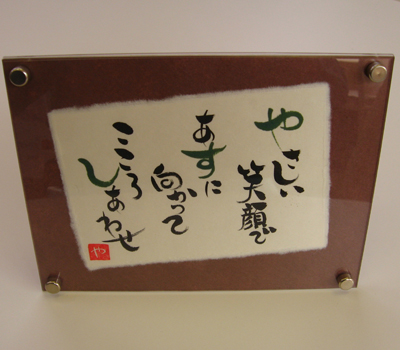 やさしい
笑顔で
あすに
向かって
こころ
しあわせ
や